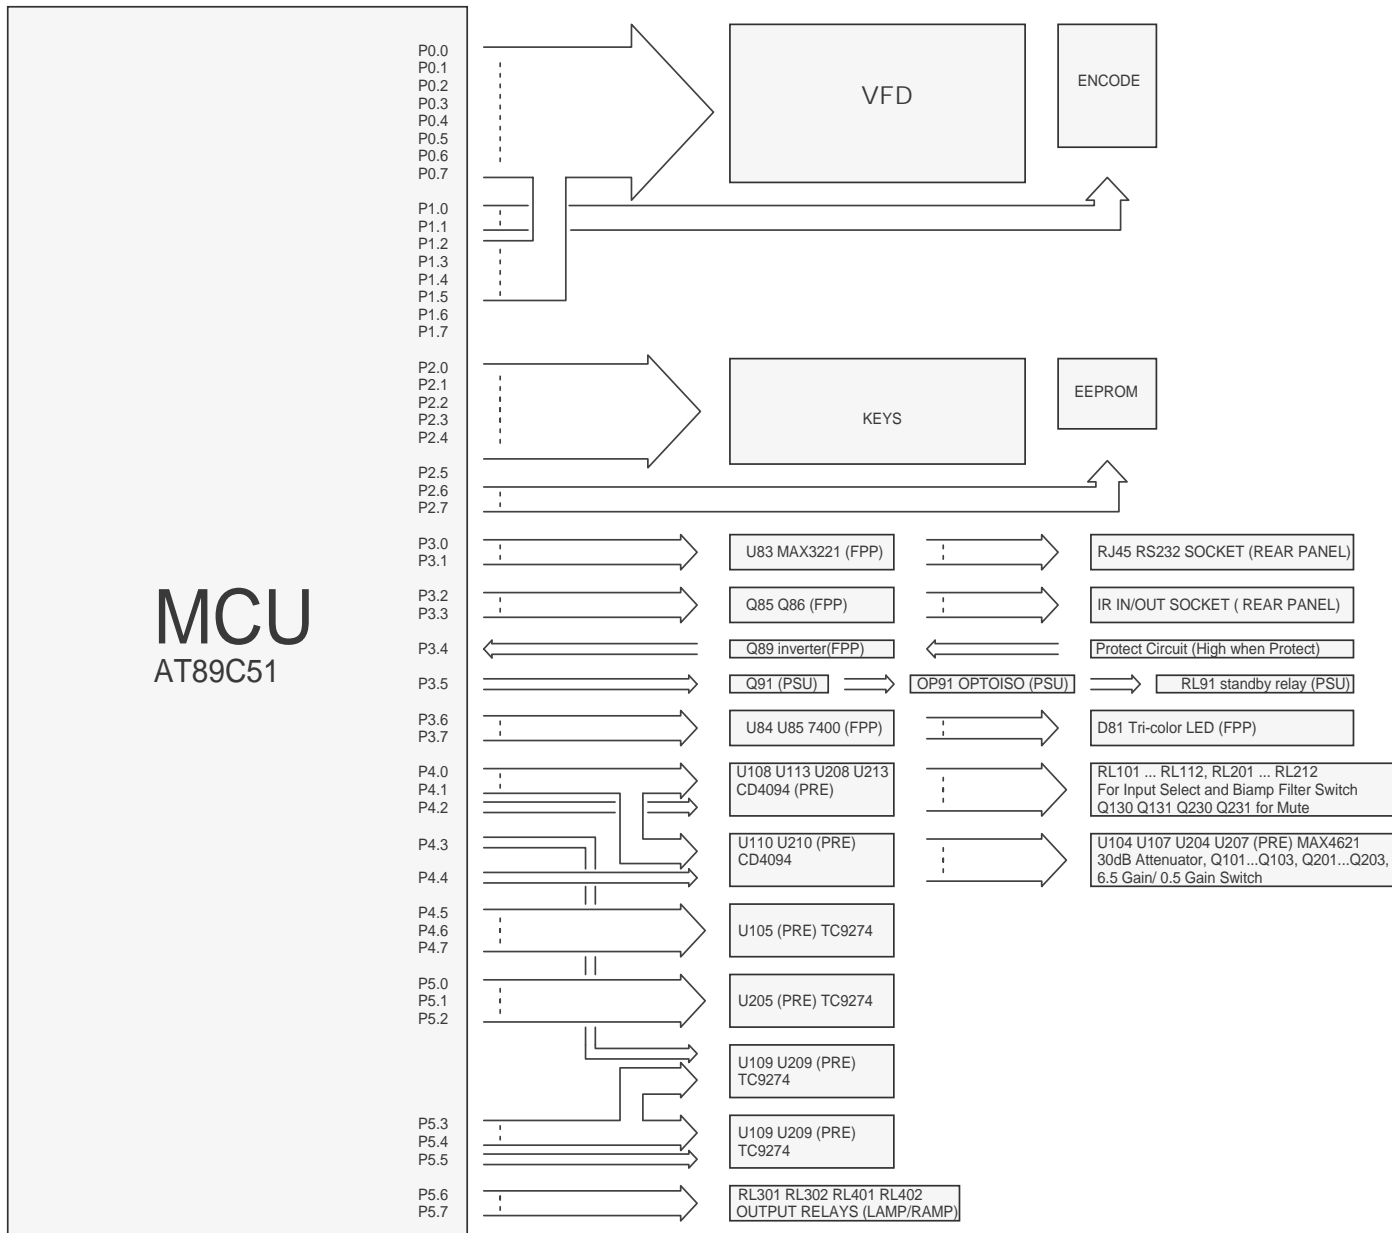 MCU
AT89C51
P0.0
P0.1
P0.2
P0.3
P0.4
P0.5
P0.6
P0.7
P1.0
P1.1
P1.2
P1.3
P1.4
P1.5
P1.6
P1.7
P2.0
P2.1
P2.2
P2.3
P2.4
P2.5
P2.6
P2.7
P3.0
P3.1
P3.2
P3.3
P3.4
P3.5
P3.6
P3.7
P4.0
P4.1
P4.2
P4.3
P4.4
P4.5
P4.6
P4.7
P5.0
P5.1
P5.2
P5.3
P5.4
P5.5
P5.6
P5.7
VFD
ENCODE
KEYS
EEPROM
U83 MAX3221 (FPP)
RJ45 RS232 SOCKET (REAR PANEL)
Q85 Q86 (FPP)
IR IN/OUT SOCKET ( REAR PANEL)
Q89 inverter(FPP)
Protect Circuit (High when Protect)
Q91 (PSU)
OP91 OPTOISO (PSU)
RL91 standby relay (PSU)
U84 U85 7400 (FPP)
D81 Tri-color LED (FPP)
U108 U113 U208 U213
CD4094 (PRE)
RL101 ... RL112, RL201 ... RL212
For Input Select and Biamp Filter Switch
Q130 Q131 Q230 Q231 for Mute
U110 U210 (PRE)
CD4094
U104 U107 U204 U207 (PRE) MAX4621
30dB Attenuator, Q101...Q103, Q201...Q203,
6.5 Gain/ 0.5 Gain Switch
U105 (PRE) TC9274
U205 (PRE) TC9274
U109 U209 (PRE)
TC9274
U109 U209 (PRE)
TC9274
RL301 RL302 RL401 RL402
OUTPUT RELAYS (LAMP/RAMP)